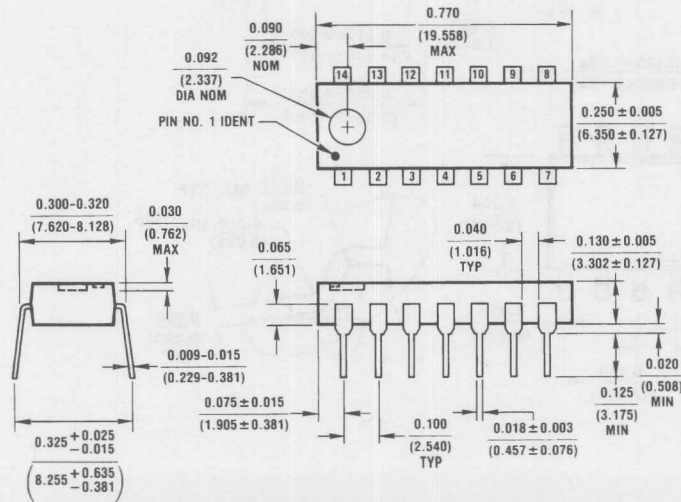 0.770
(19.558)
MAX
0.090
(2.286)
NOM
0.092
(2.337)
DIA NOM
PIN NO. 1 IDENT
14 13 12 11 10 9 8
0.250 ± 0.005
(6.350 ± 0.127)
1 2 3 4 5 6 7
0.300-0.320
(7.620-8.128)
0.030
(0.762)
MAX
0.065
(1.651)
0.040
(1.016)
TYP
0.130 ± 0.005
(3.302 ± 0.127)
0.009-0.015
(0.229-0.381)
0.020
(0.508)
MIN
0.125
(3.175)
MIN
0.075 ± 0.015
(1.905 ± 0.381)
0.100
(2.540)
TYP
0.018 ± 0.003
(0.457 ± 0.076)
0.325 +0.025
-0.015
(8.255 +0.635
-0.381)